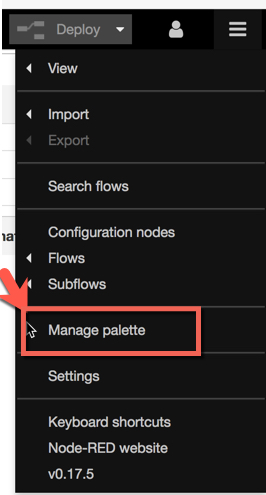 Deploy
View
Import
Export
Search flows
Configuration nodes
Flows
Subflows
Manage palette
Settings
Keyboard shortcuts
Node-RED website
v0.17.5